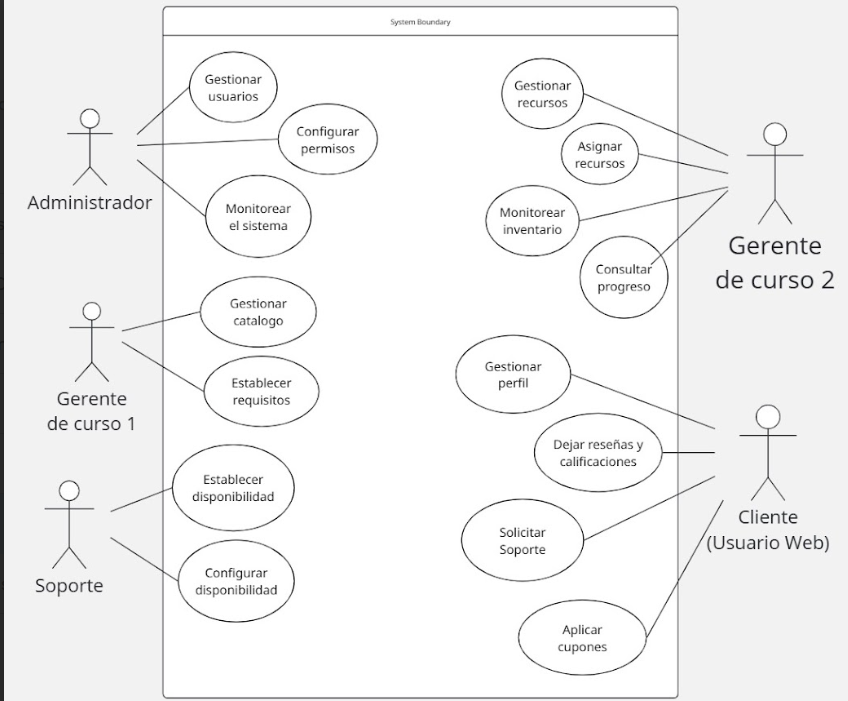 System Boundary
Gestionar
usuarios
Configurar
permisos
Monitorear
el sistema
Administrador
Gestionar
catalogo
Establecer
requisitos
Gerente
de curso 1
Establecer
disponibilidad
Configurar
disponibilidad
Soporte
Gestionar
recursos
Asignar
recursos
Monitorear
inventario
Consultar
progreso
Gerente
de curso 2
Gestionar
perfil
Dejar reseñas y
calificaciones
Solicitar
Soporte
Aplicar
cupones
Cliente
(Usuario Web)